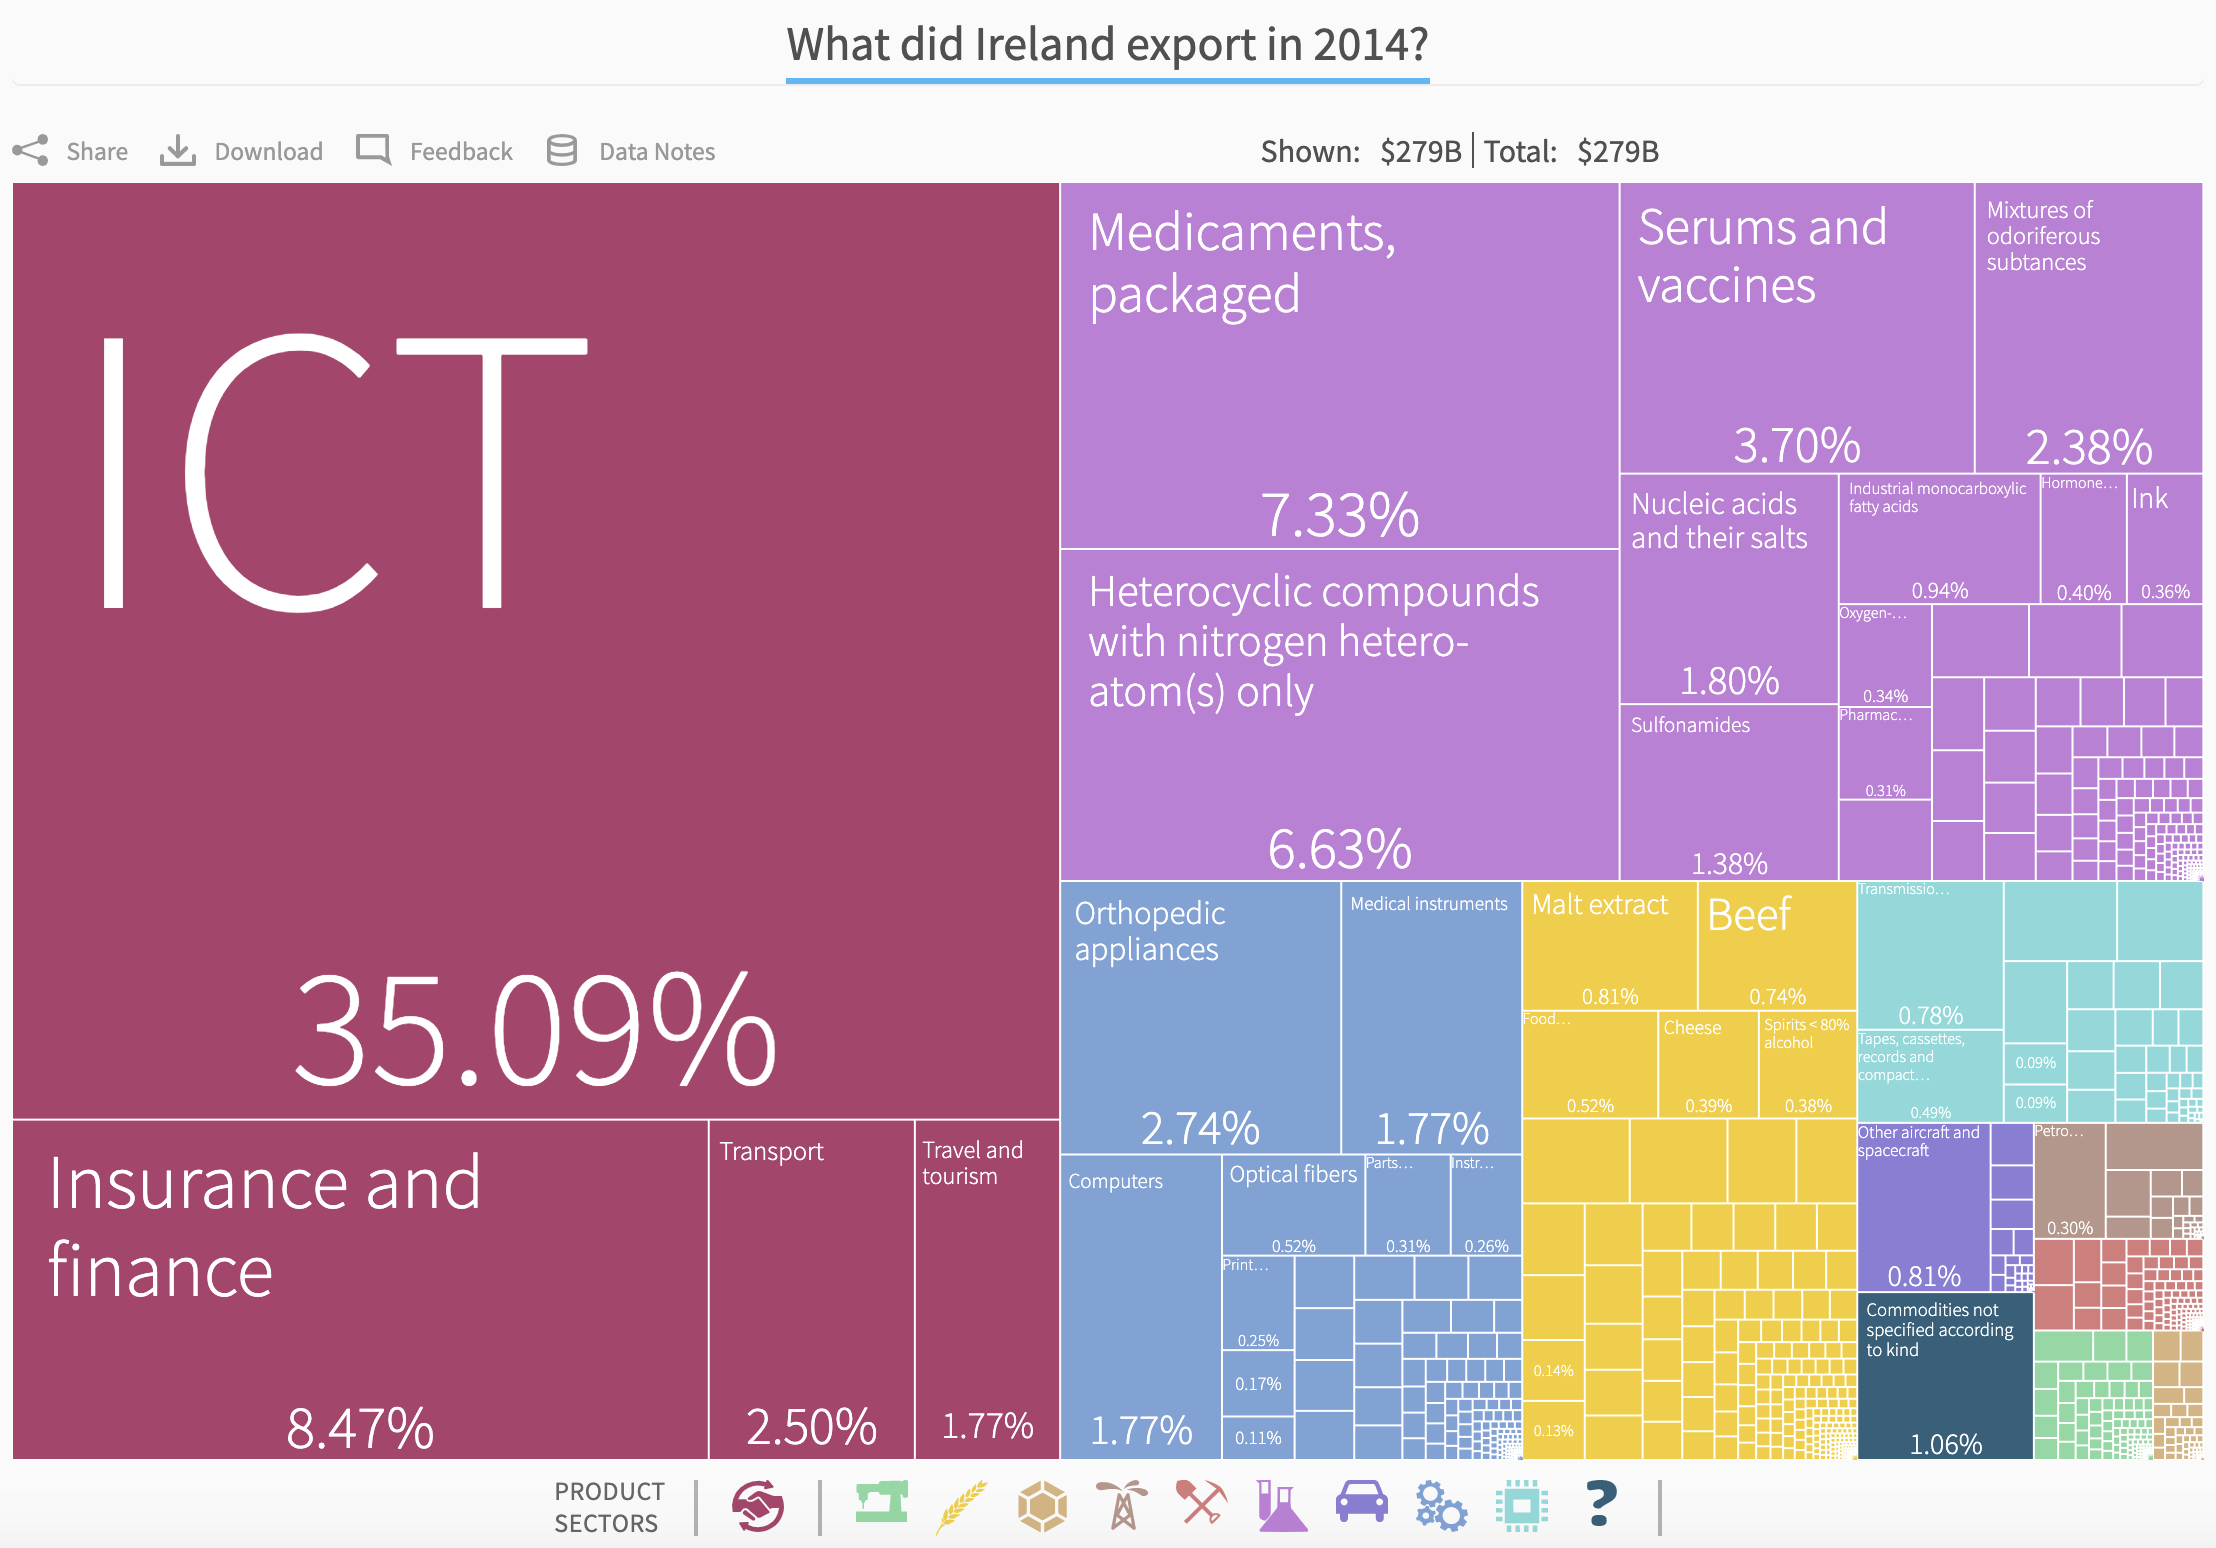 What did Ireland export in 2014?
Share
Download
Feedback
Data Notes
Shown: $279B
Total: $279B
ICT
35.09%
Insurance and
finance
8.47%
Transport
2.50%
Travel and
tourism
1.77%
Medicaments,
packaged
7.33%
Heterocyclic compounds
with nitrogen hetero-
atom(s) only
6.63%
Serums and
vaccines
3.70%
Mixtures of
odoriferous
subtances
2.38%
Nucleic acids
and their salts
1.80%
Sulfonamides
1.38%
Industrial monocarboxylic
fatty acids
0.94%
Hormone...
0.40%
Ink
0.36%
Oxygen-...
0.34%
Pharmac...
0.31%
Orthopedic
appliances
2.74%
Medical instruments
1.77%
Computers
1.77%
Optical fibers
0.52%
Parts...
0.31%
Instr...
0.26%
Print...
0.25%
0.17%
0.11%
Malt extract
0.81%
Beef
0.74%
Food...
0.52%
Cheese
0.39%
Spirits < 80%
alcohol
0.38%
0.14%
0.13%
Transmissio...
0.78%
Tapes, cassettes,
records and
compact...
0.49%
0.09%
0.09%
Other aircraft and
spacecraft
0.81%
Petro...
0.30%
Commodities not
specified according
to kind
1.06%
PRODUCT
SECTORS
?